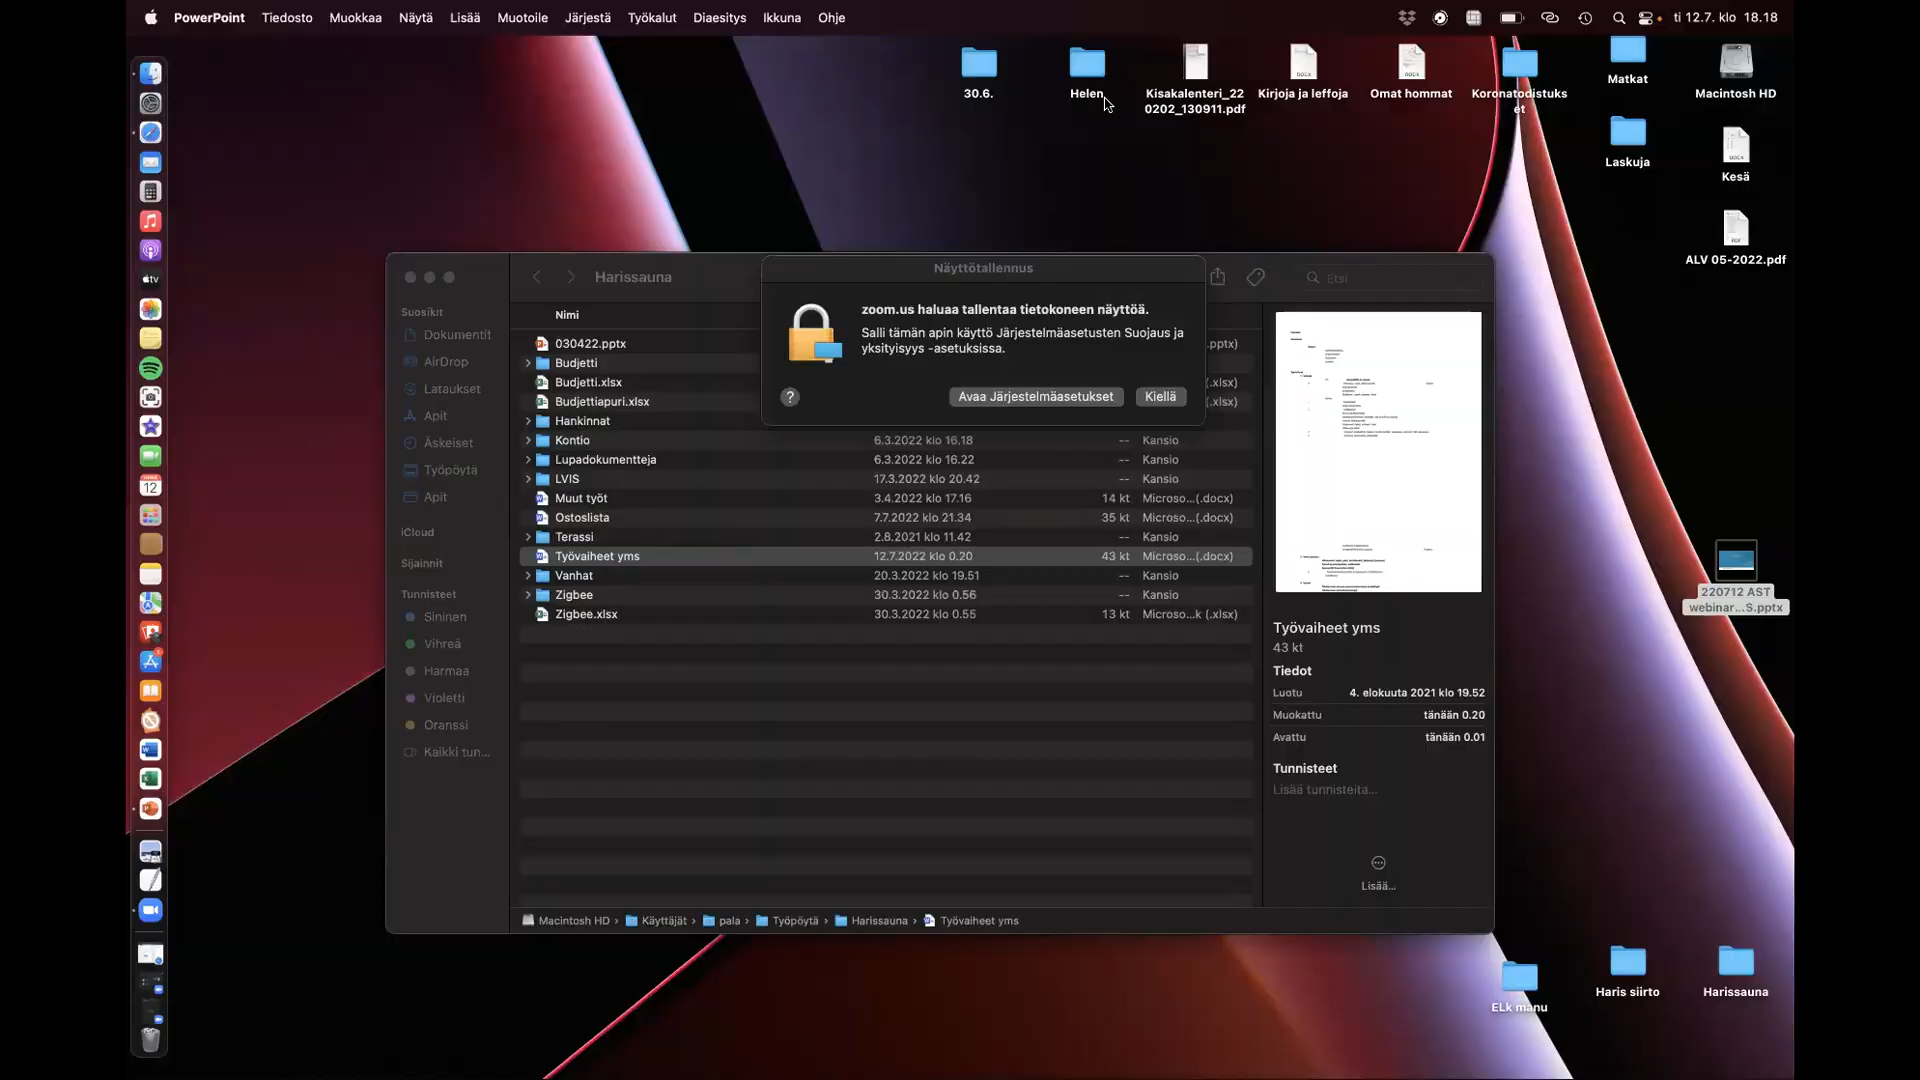 PowerPoint Tiedosto Muokkaa Näytä Lisää Muotoile Järjestä Työkalut Diaesitys Ikkuna Ohje
ti 12.7. klo 18.18
30.6.
Helen
Kisakalenteri_22
0202_130911.pdf
Kirjoja ja leffoja
Omat hommat
Koronatodistuks
et
Matkat
Macintosh HD
Laskuja
Kesä
ALV 05-2022.pdf
Harissauna
Etsi
Näyttötallennus
zoom.us haluaa tallentaa tietokoneen näyttöä.
Salli tämän apin käyttö Järjestelmäasetusten Suojaus ja
yksityisyys -asetuksissa.
?
Avaa Järjestelmäasetukset
Kiellä
Suosikit
Dokumentit
AirDrop
Lataukset
Apit
Äskeiset
Työpöytä
Apit
iCloud
Sijainnit
Tunnisteet
Sininen
Vihreä
Harmaa
Violetti
Oranssi
Kaikki tun...
Nimi
030422.pptx .pptx)
Budjetti
Budjetti.xlsx (.xlsx)
Budjettiapuri.xlsx (.xlsx)
Hankinnat
Kontio 6.3.2022 klo 16.18 -- Kansio
Lupadokumentteja 6.3.2022 klo 16.22 -- Kansio
LVIS 17.3.2022 klo 20.42 -- Kansio
Muut työt 3.4.2022 klo 17.16 14 kt Microso...(.docx)
Ostoslista 7.7.2022 klo 21.34 35 kt Microso...(.docx)
Terassi 2.8.2021 klo 11.42 -- Kansio
Työvaiheet yms 12.7.2022 klo 0.20 43 kt Microso...(.docx)
Vanhat 20.3.2022 klo 19.51 -- Kansio
Zigbee 30.3.2022 klo 0.56 -- Kansio
Zigbee.xlsx 30.3.2022 klo 0.55 13 kt Microso...k (.xlsx)
Työvaiheet yms
43 kt
Tiedot
Luotu 4. elokuuta 2021 klo 19.52
Muokattu tänään 0.20
Avattu tänään 0.01
Tunnisteet
Lisää tunnisteita...
Lisää...
Macintosh HD › Käyttäjät › pala › Työpöytä › Harissauna › Työvaiheet yms
220712 AST
webinar...S.pptx
ELk manu
Haris siirto
Harissauna
12
tv